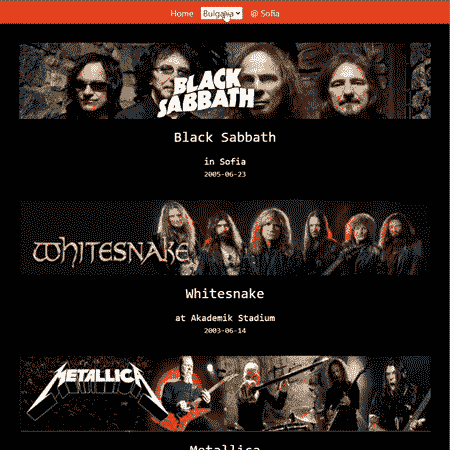 Home Bulgaria @ Sofia
BLACK
SABBATH
Black Sabbath
in Sofia
2005-06-23
WHITESNAKE
Whitesnake
at Akademik Stadium
2003-06-14
METALLICA
Metallica